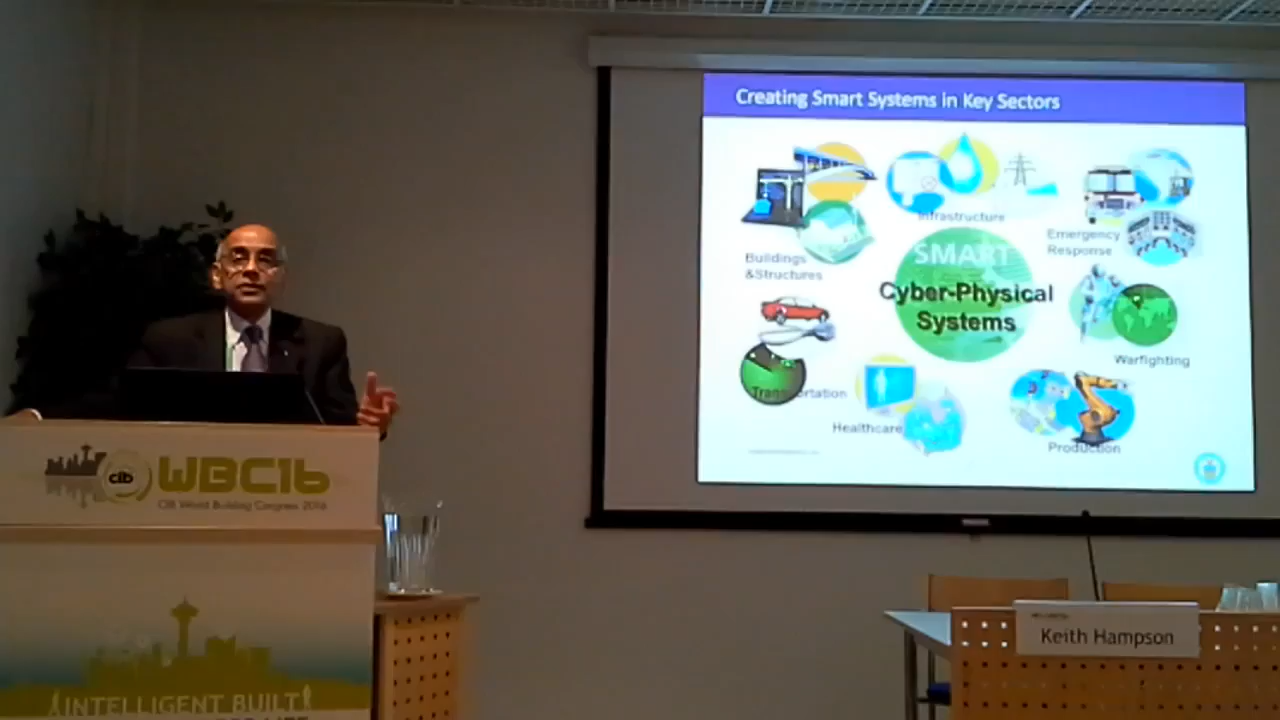 Creating Smart Systems in Key Sectors
Infrastructure
Emergency
Response
Buildings
&Structures
SMART
Cyber-Physical
Systems
Warfighting
Transportation
Healthcare
Production
cib WBC16
CIB World Building Congress 2016
INTELLIGENT BUILT
Keith Hampson